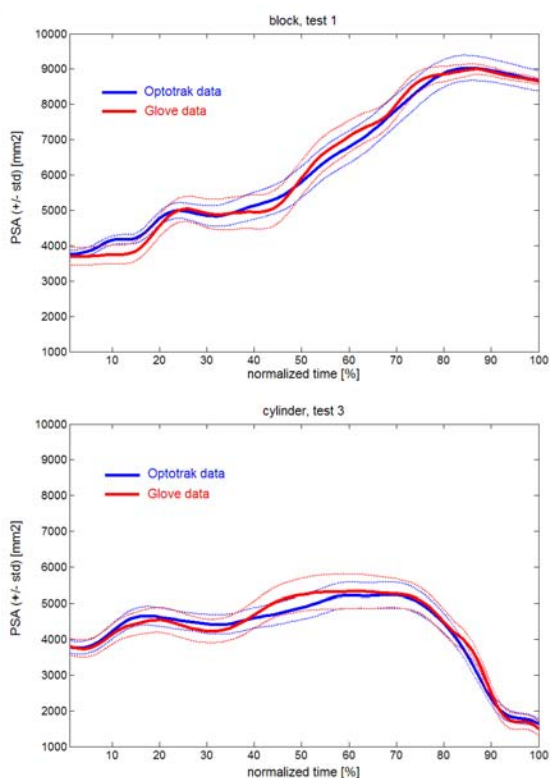 block, test 1
10000
9000
8000
7000
6000
5000
4000
3000
2000
1000
PSA (+/- std) [mm2]
Optotrak data
Glove data
10 20 30 40 50 60 70 80 90 100
normalized time [%]
cylinder, test 3
10000
9000
8000
7000
6000
5000
4000
3000
2000
1000
PSA (+/- std) [mm2]
Optotrak data
Glove data
10 20 30 40 50 60 70 80 90 100
normalized time [%]